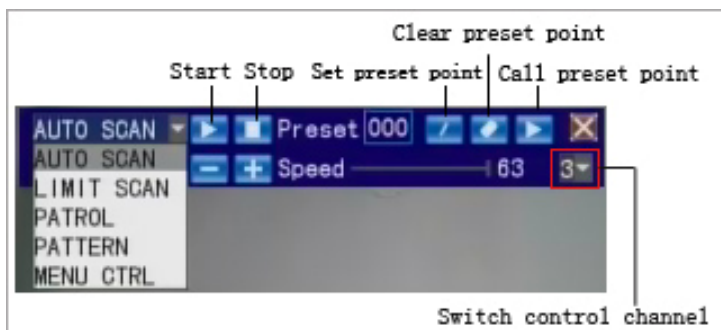 Clear preset point
Start Stop Set preset point Call preset point
AUTO SCAN Preset 000
AUTO SCAN Speed 63 3
LIMIT SCAN
PATROL
PATTERN
MENU CTRL
Switch control channel